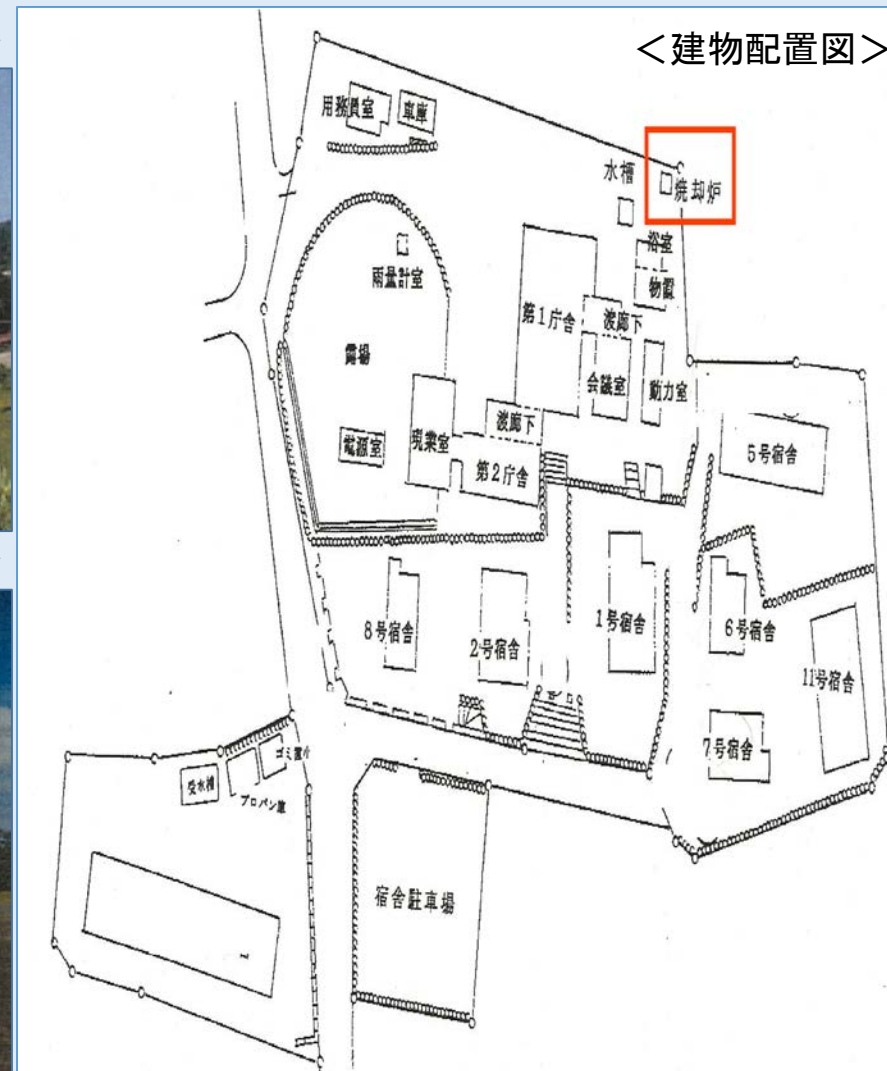 ＜建物配置図＞
用務員室
車庫
水槽
焼却炉
浴室
物置
雨量計室
第1庁舎
渡廊下
露場
会議室
動力室
電源室
現業室
渡廊下
第2庁舎
5号宿舎
8号宿舎
2号宿舎
1号宿舎
6号宿舎
11号宿舎
7号宿舎
受水槽
プロパン庫
宿舎駐車場